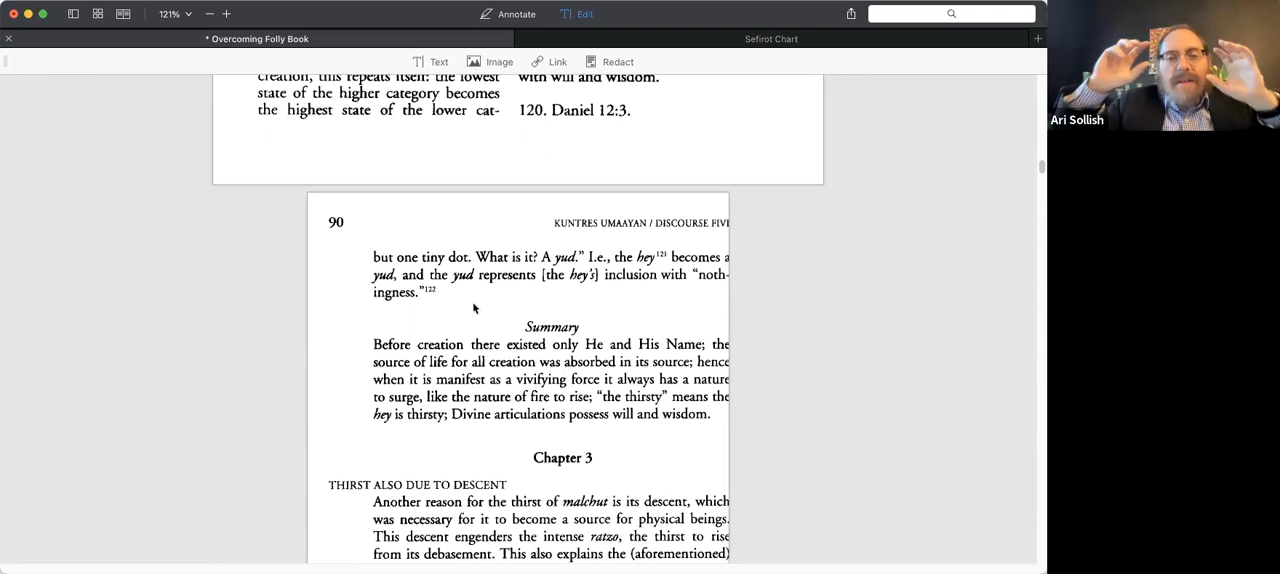 121%
Annotate
Edit
* Overcoming Folly Book
Sefirot Chart
Text
Image
Link
Redact
creation, this repeats itself: the lowest
state of the higher category becomes
the highest state of the lower cat-
with will and wisdom.
120. Daniel 12:3.
90
KUNTRES UMAAYAN / DISCOURSE FIVE
but one tiny dot. What is it? A yud.” I.e., the hey121 becomes a
yud, and the yud represents [the hey's] inclusion with “noth-
ingness.”122
Summary
Before creation there existed only He and His Name; the
source of life for all creation was absorbed in its source; hence
when it is manifest as a vivifying force it always has a nature
to surge, like the nature of fire to rise; “the thirsty” means the
hey is thirsty; Divine articulations possess will and wisdom.
Chapter 3
THIRST ALSO DUE TO DESCENT
Another reason for the thirst of malchut is its descent, which
was necessary for it to become a source for physical beings.
This descent engenders the intense ratzo, the thirst to rise
from its debasement. This also explains the (aforementioned)
Ari Sollish